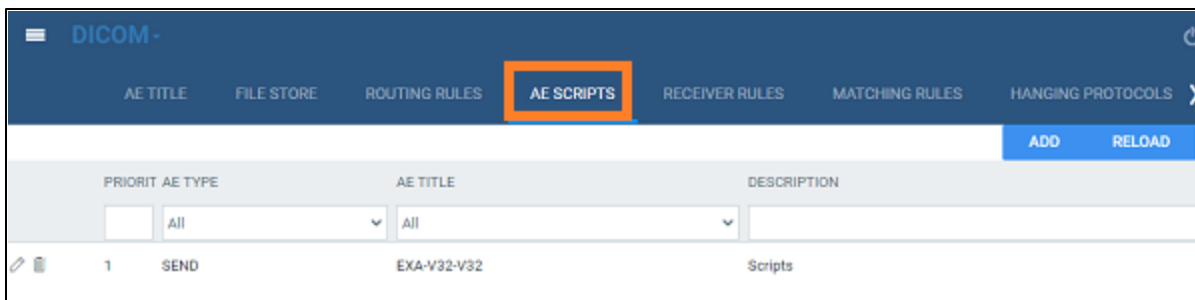 DICOM
AE TITLE FILE STORE ROUTING RULES AE SCRIPTS RECEIVER RULES MATCHING RULES HANGING PROTOCOLS
ADD RELOAD
PRIORIT AE TYPE AE TITLE DESCRIPTION
All All
1 SEND EXA-V32-V32 Scripts